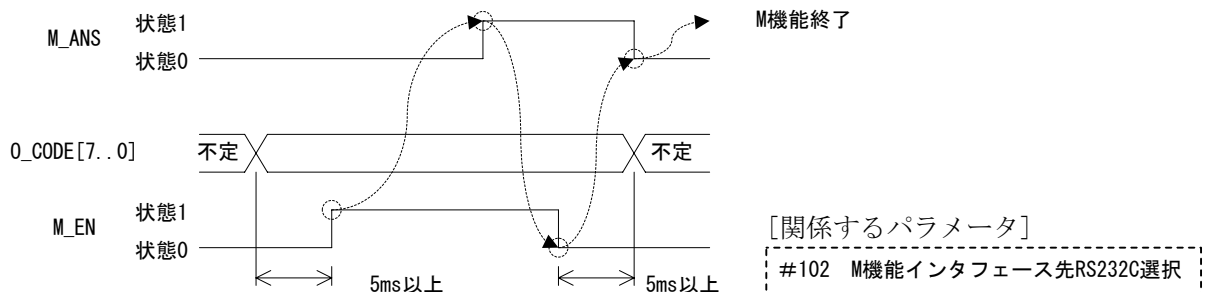 M_ANS
状態1
状態0
M機能終了
O_CODE[7..0]
不定
不定
M_EN
状態1
状態0
5ms以上
5ms以上
[関係するパラメータ]
#102 M機能インタフェース先RS232C選択